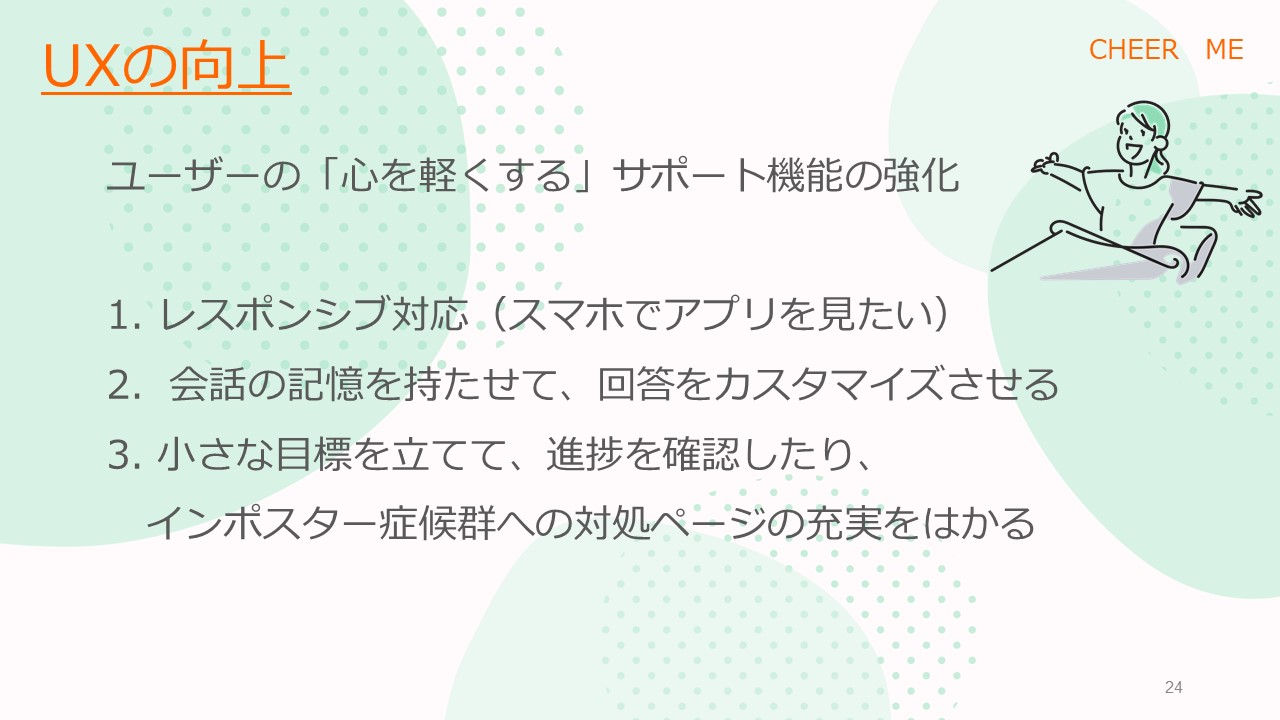 UXの向上
CHEER　ME
ユーザーの「心を軽くする」サポート機能の強化
1. レスポンシブ対応（スマホでアプリを見たい）
2.  会話の記憶を持たせて、回答をカスタマイズさせる
3. 小さな目標を立てて、進捗を確認したり、
インポスター症候群への対処ページの充実をはかる
24